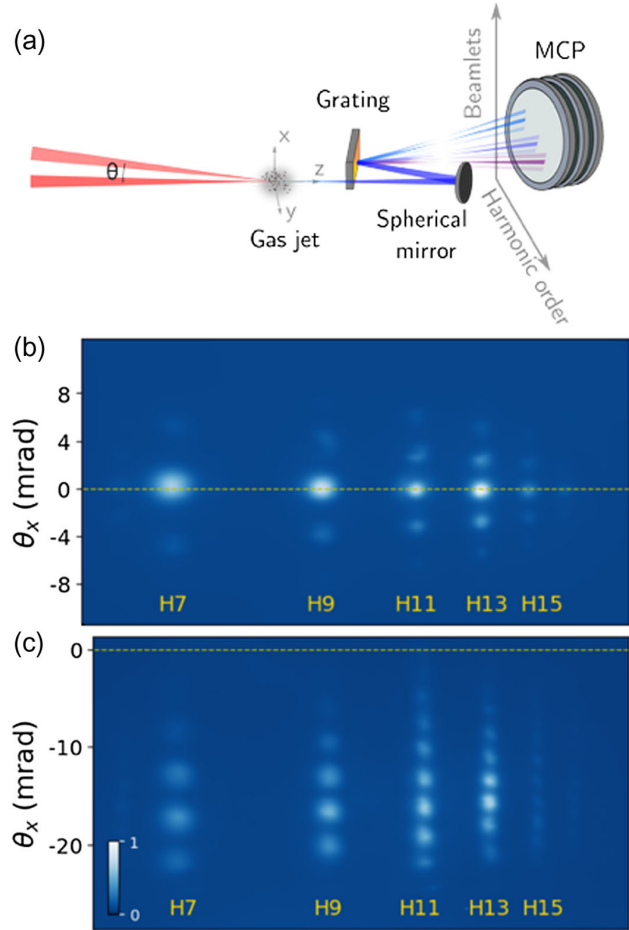 (a)
MCP
Beamlets
Grating
θ
x
z
y
Gas jet
Spherical
mirror
Harmonic order
(b)
8
4
0
-4
-8
θx (mrad)
H7 H9 H11 H13 H15
(c)
0
-10
-20
θx (mrad)
1
0
H7 H9 H11 H13 H15